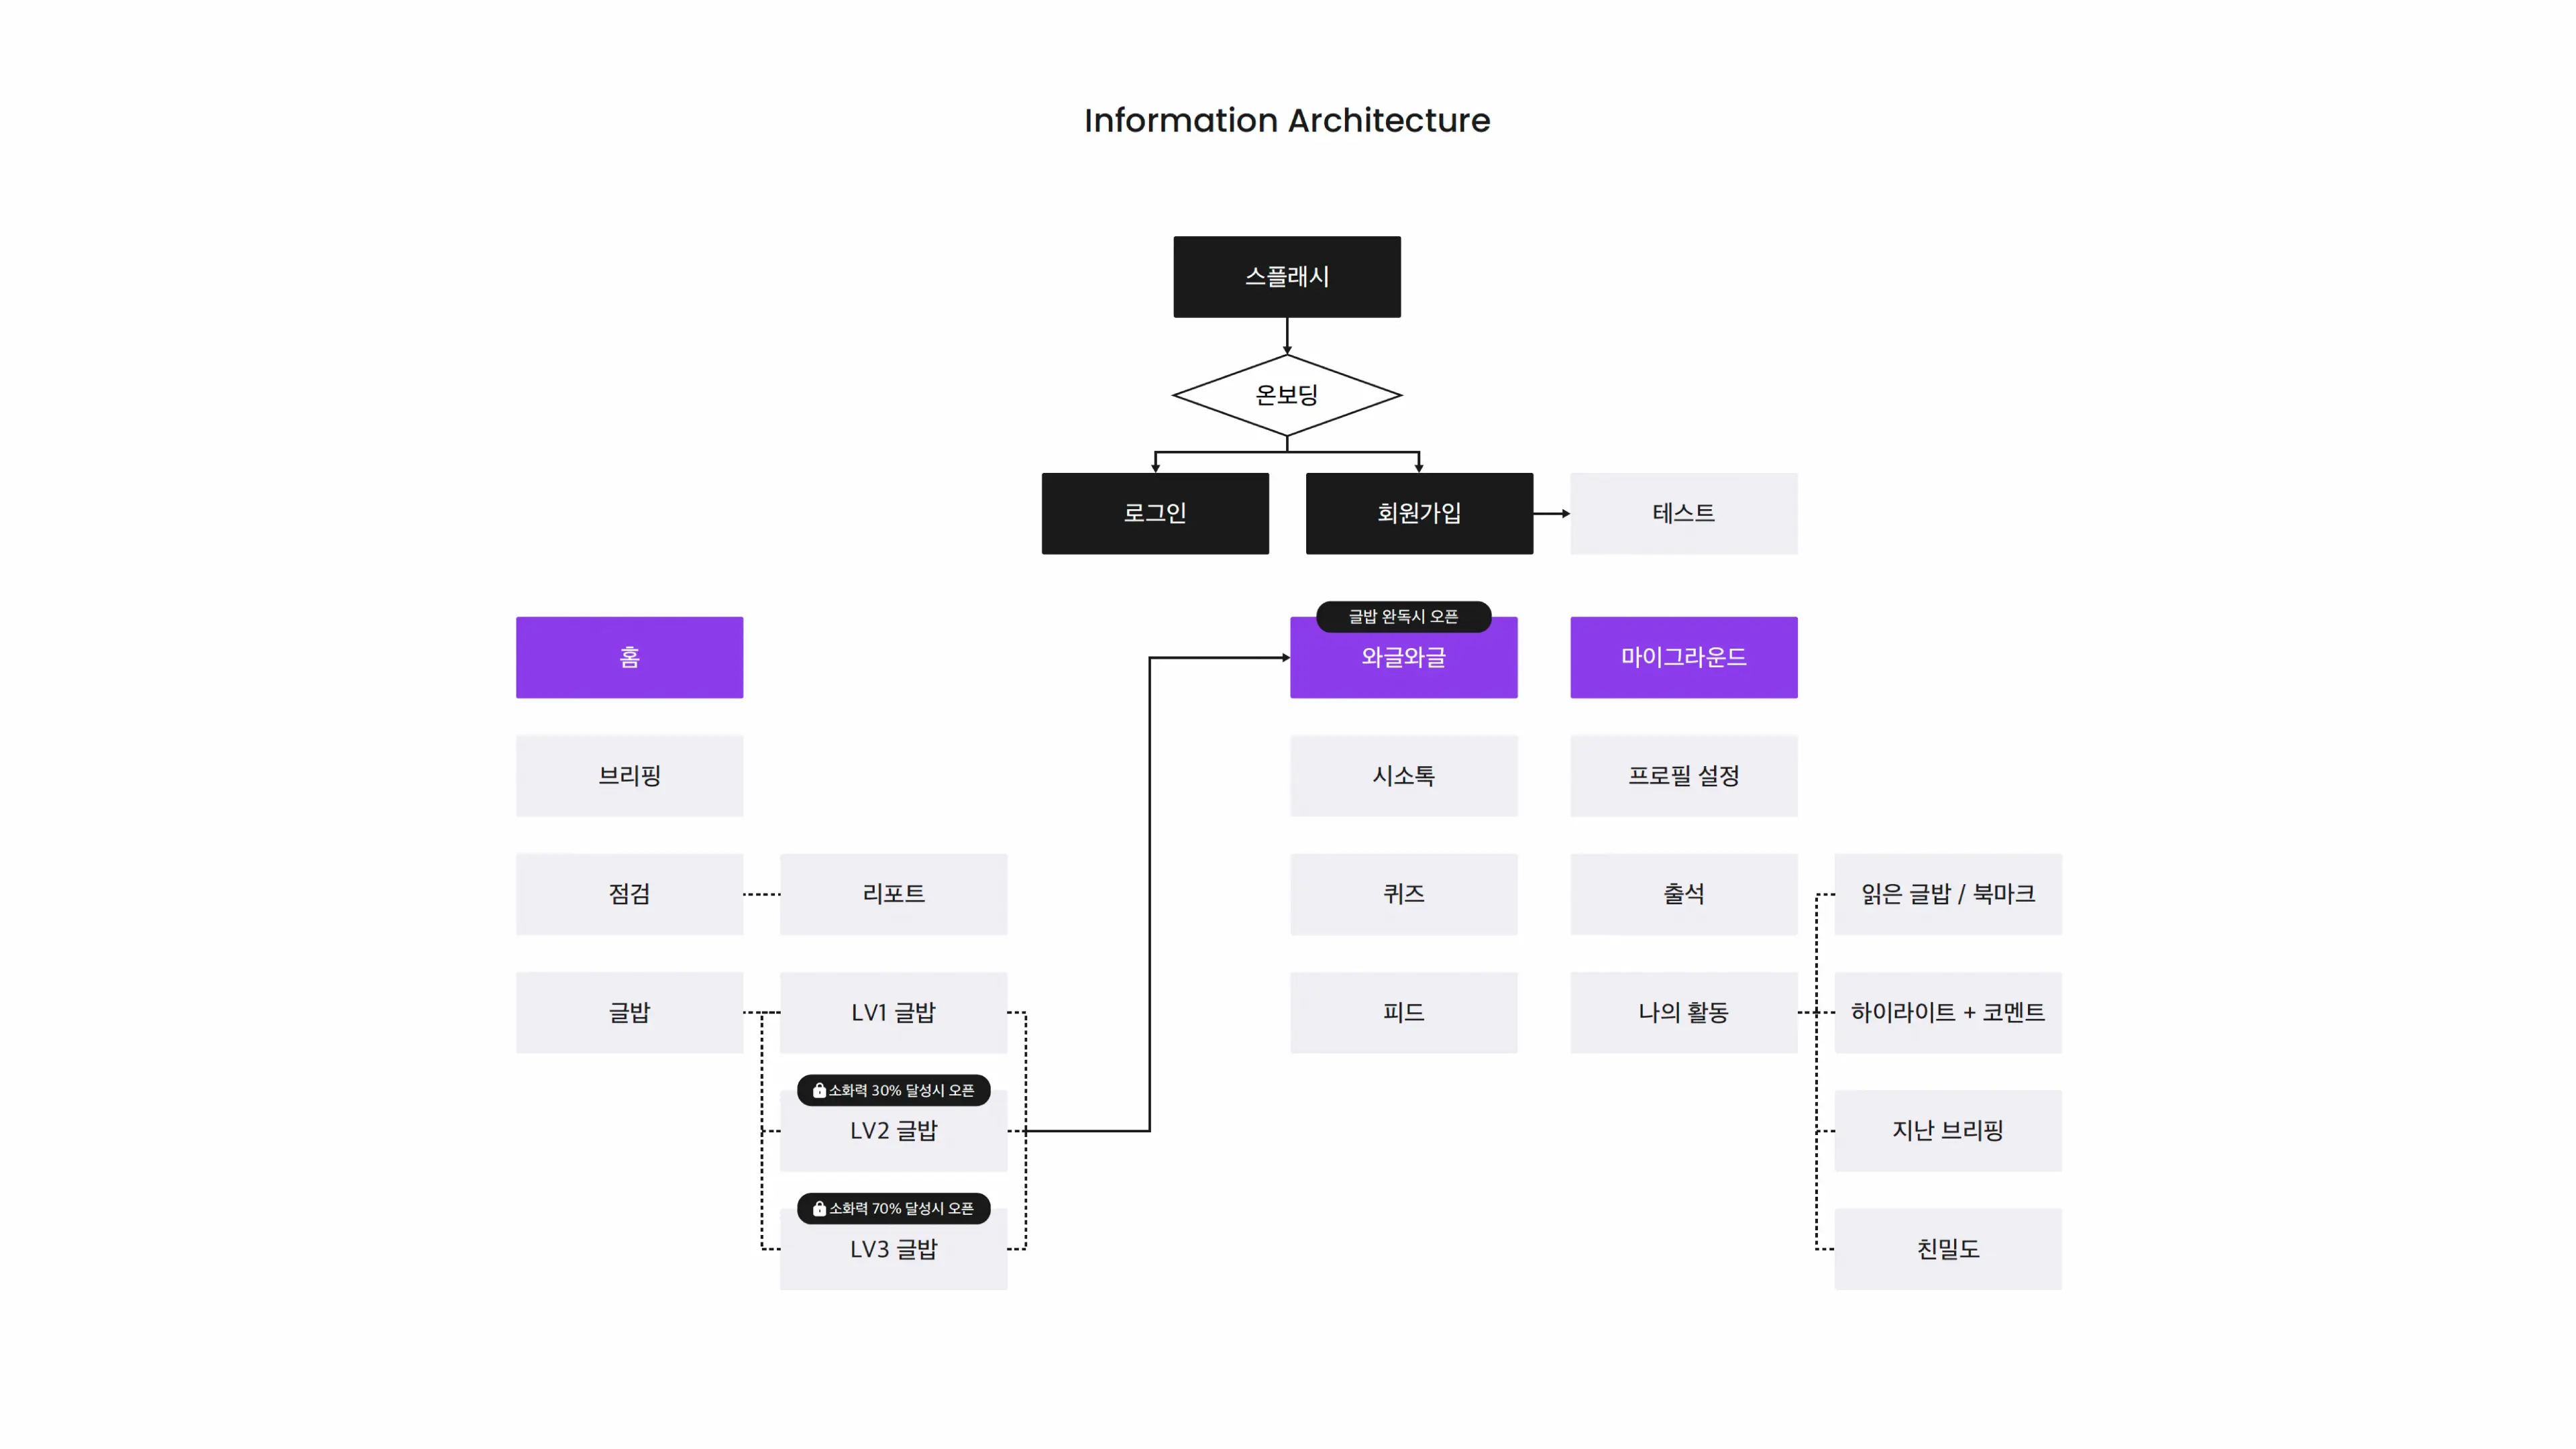 Information Architecture
스플래시
온보딩
로그인
회원가입
테스트
홈
글밥 완독시 오픈
와글와글
마이그라운드
브리핑
시소톡
프로필 설정
점검
리포트
퀴즈
출석
읽은 글밥 / 북마크
글밥
LV1 글밥
피드
나의 활동
하이라이트 + 코멘트
소화력 30% 달성시 오픈
LV2 글밥
지난 브리핑
소화력 70% 달성시 오픈
LV3 글밥
친밀도